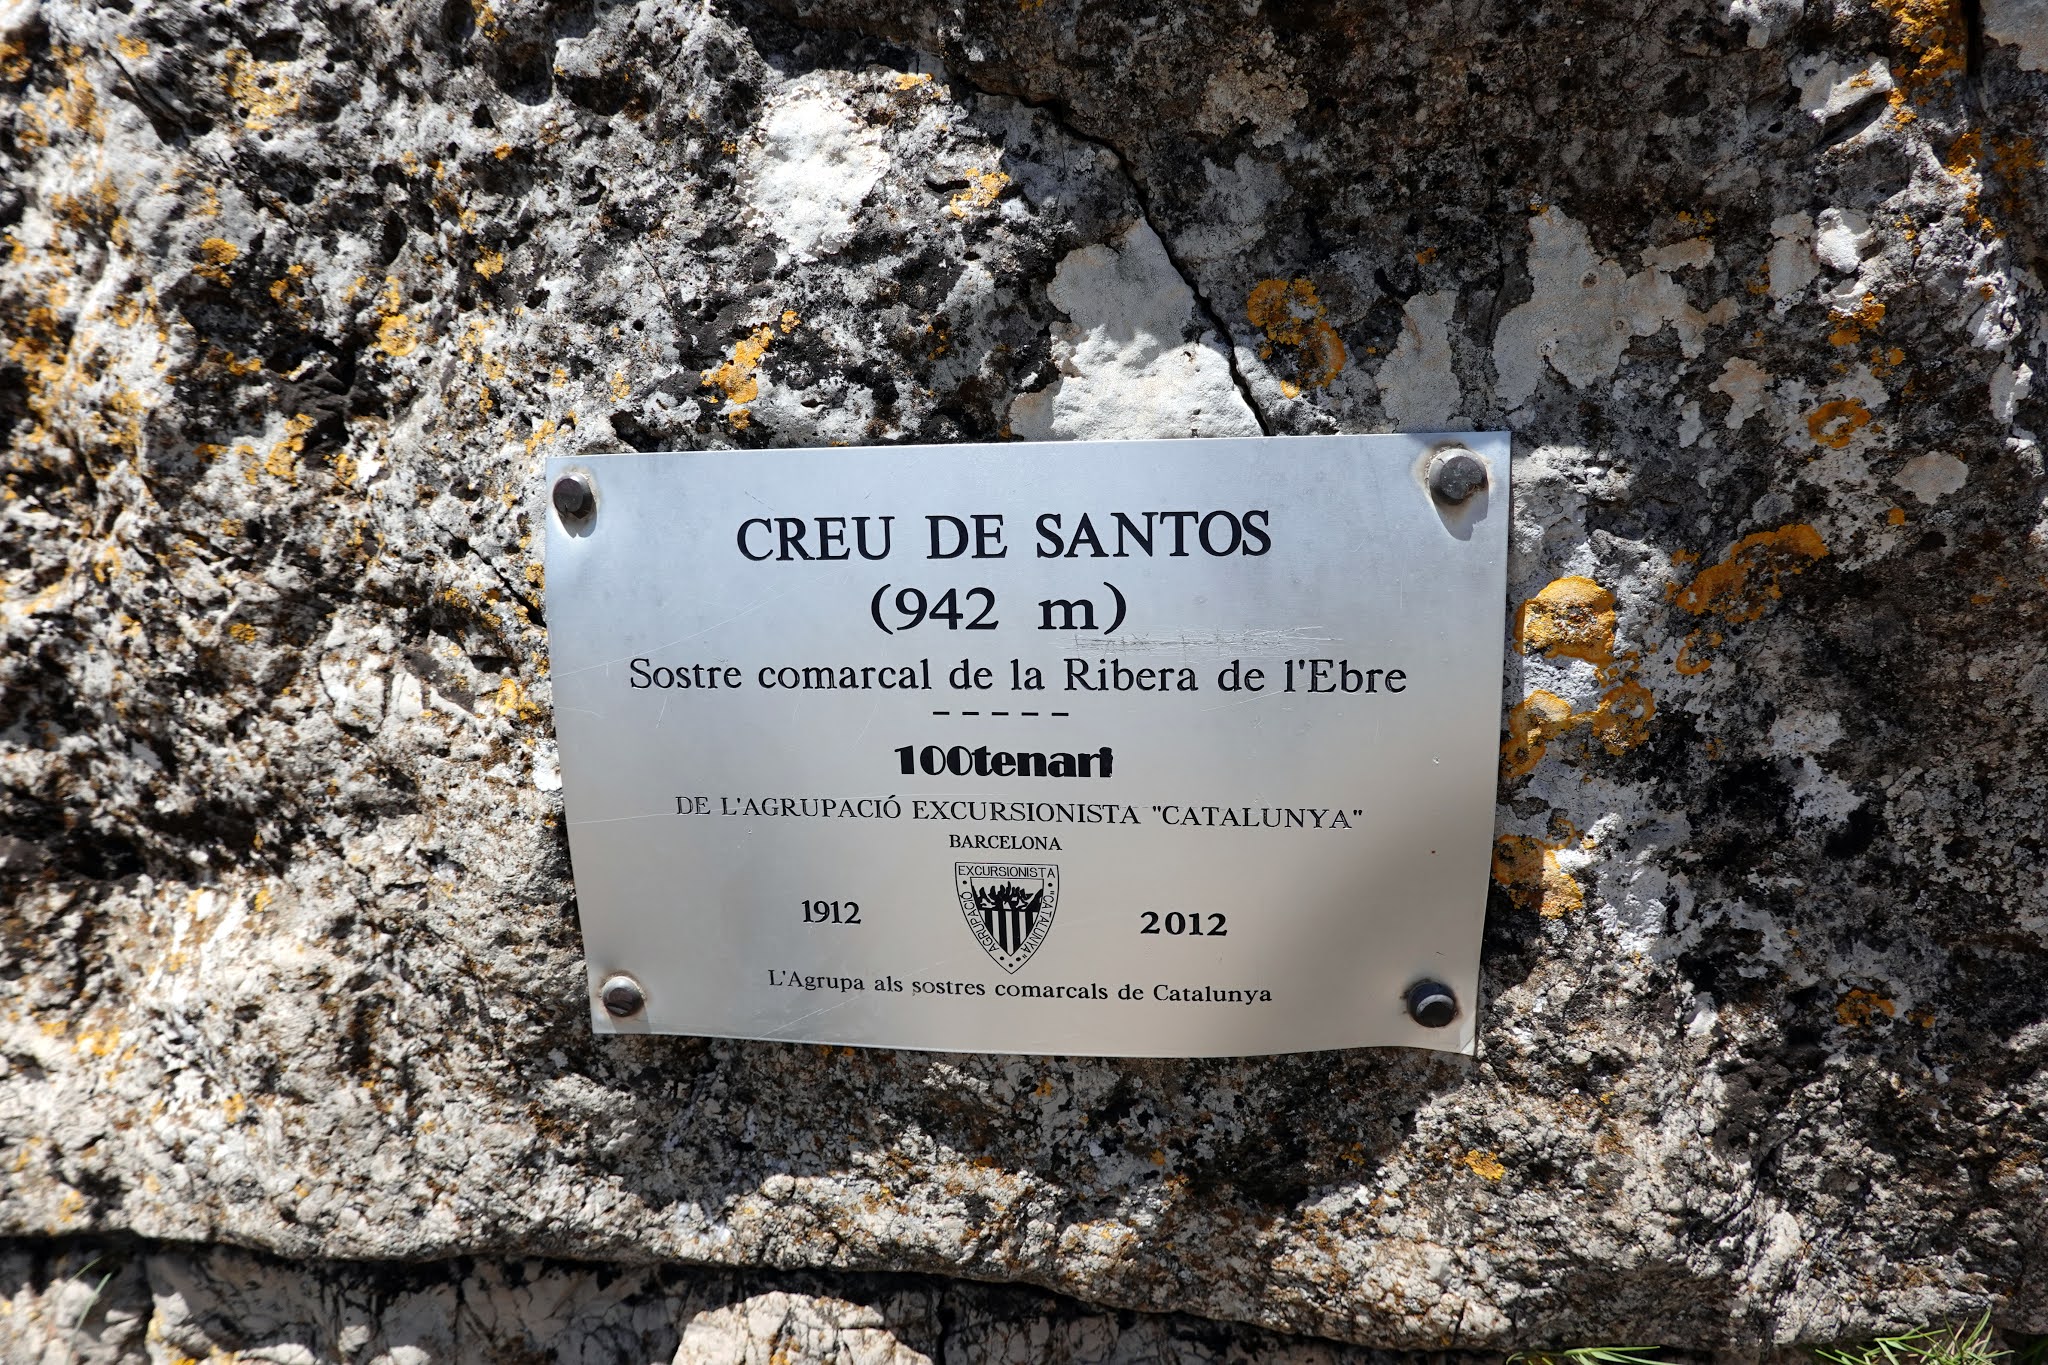 CREU DE SANTOS
(942 m)
Sostre comarcal de la Ribera de l'Ebre
- - - - -
100tenari
DE L'AGRUPACIÓ EXCURSIONISTA "CATALUNYA"
BARCELONA
EXCURSIONISTA
AGRUPACIÓ
"CATALUNYA"
1912
2012
L'Agrupa als sostres comarcals de Catalunya